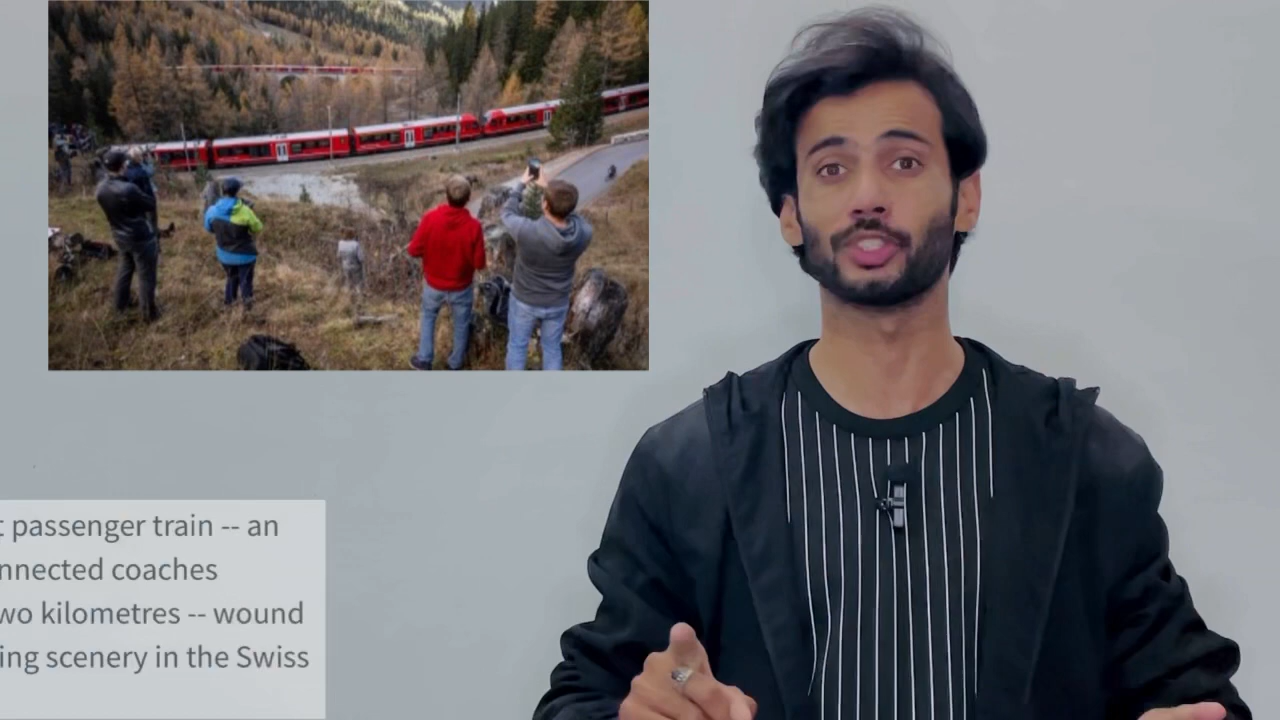 passenger train -- an
nnected coaches
wo kilometres -- wound
ing scenery in the Swiss